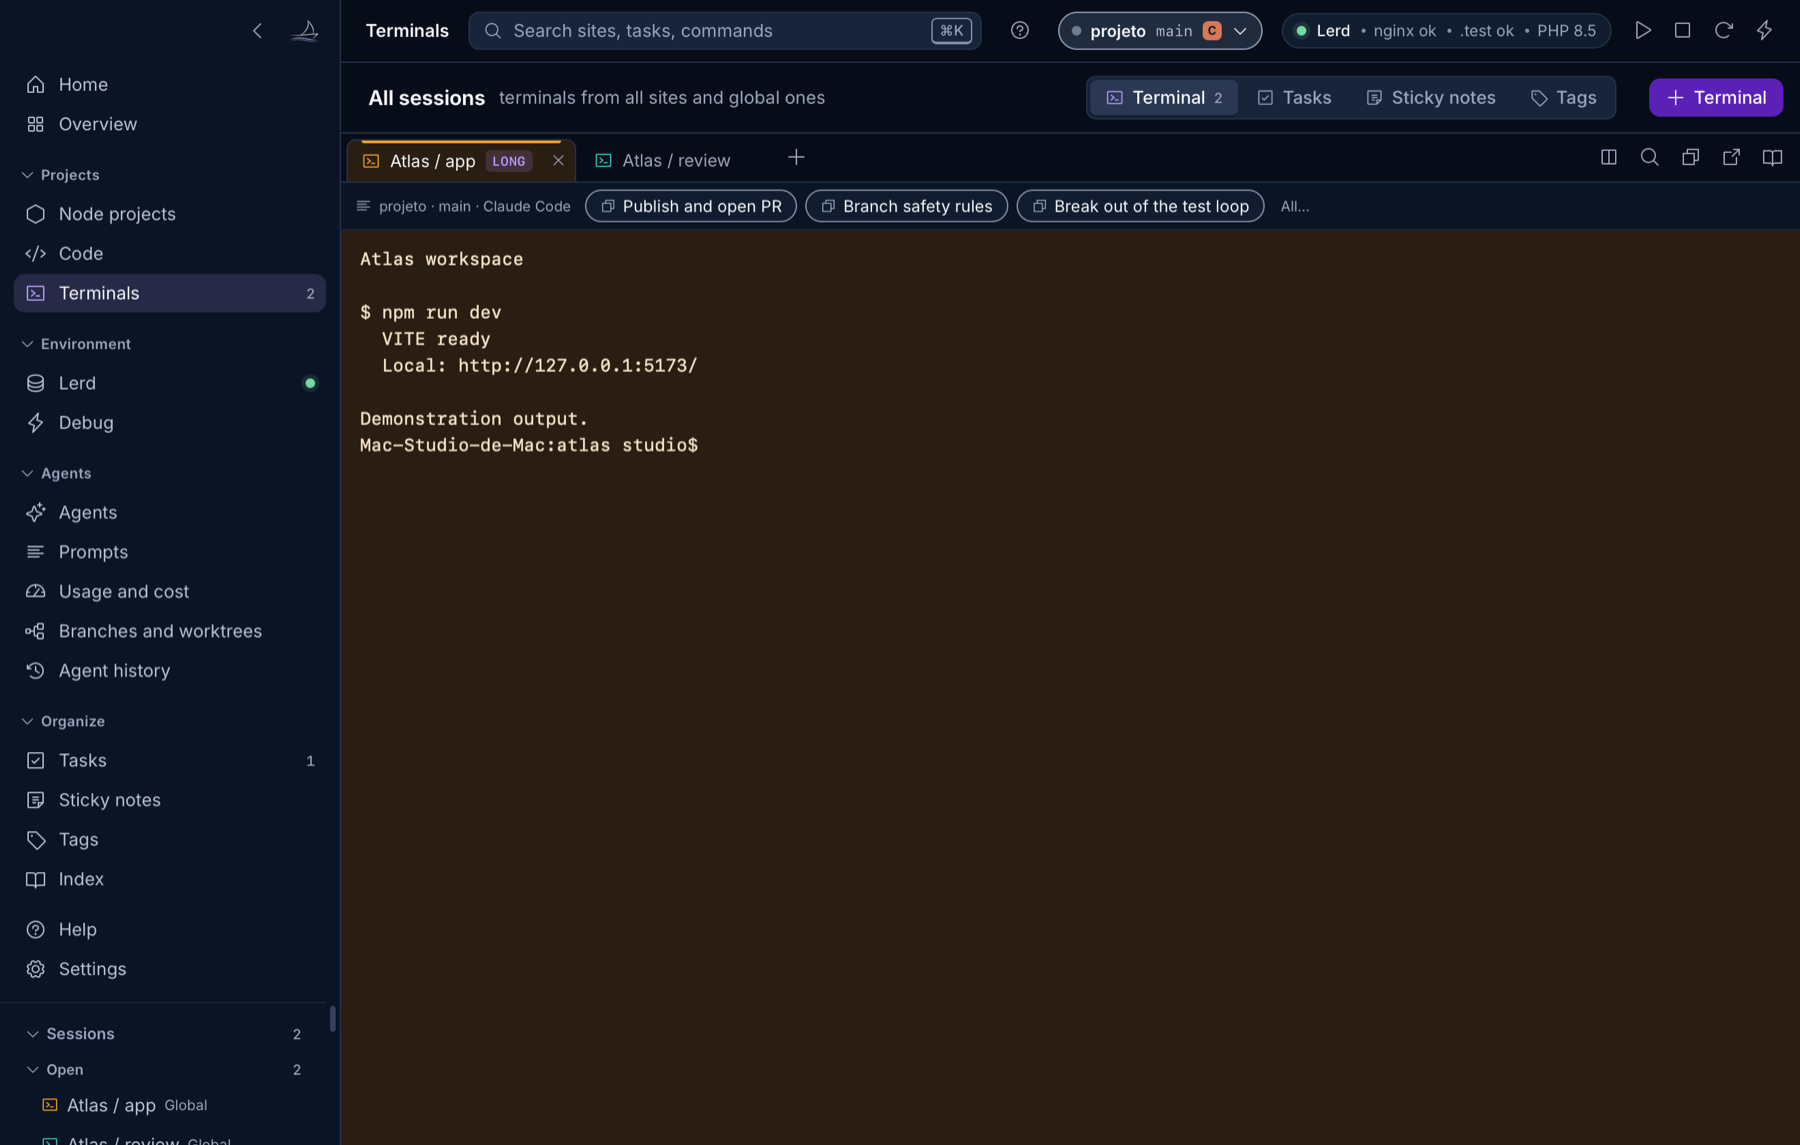 Terminals
Search sites, tasks, commands
⌘K
projeto main C
Lerd • nginx ok • .test ok • PHP 8.5
Home
Overview
Projects
Node projects
Code
Terminals 2
Environment
Lerd
Debug
Agents
Agents
Prompts
Usage and cost
Branches and worktrees
Agent history
Organize
Tasks 1
Sticky notes
Tags
Index
Help
Settings
Sessions 2
Open 2
Atlas / app Global
Atlas / review Global
All sessions terminals from all sites and global ones
Terminal 2
Tasks
Sticky notes
Tags
+ Terminal
Atlas / app LONG
Atlas / review
projeto · main · Claude Code
Publish and open PR
Branch safety rules
Break out of the test loop
All...
Atlas workspace
$ npm run dev
VITE ready
Local: http://127.0.0.1:5173/
Demonstration output.
Mac-Studio-de-Mac:atlas studio$